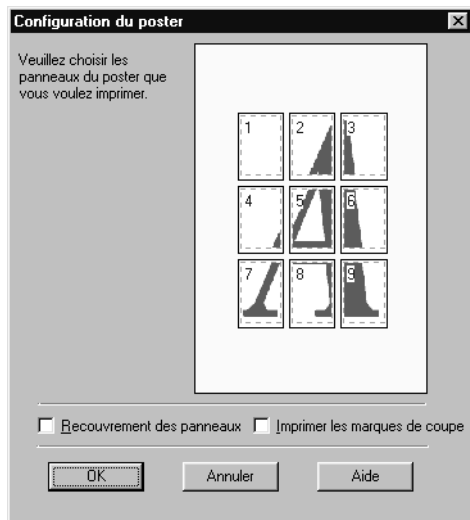 Configuration du poster
Veuillez choisir les
panneaux du poster que
vous voulez imprimer.
1 2 3
4 5 6
7 8 9
Recouvrement des panneaux Imprimer les marques de coupe
OK Annuler Aide